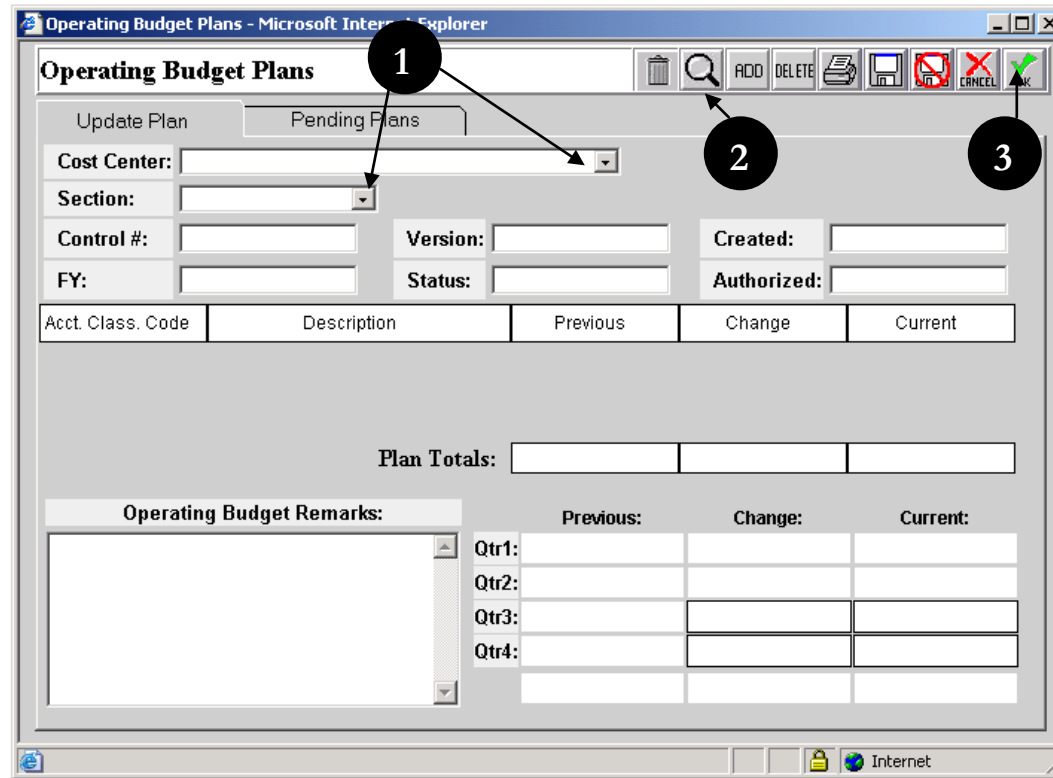 Operating Budget Plans - Microsoft Internet Explorer
Operating Budget Plans
ADD DELETE CANCEL OK
1
2
3
Update Plan Pending Plans
Cost Center:
Section:
Control #: Version: Created:
FY: Status: Authorized:
Acct. Class. Code Description Previous Change Current
Plan Totals:
Operating Budget Remarks: Previous: Change: Current:
Qtr1:
Qtr2:
Qtr3:
Qtr4:
Internet